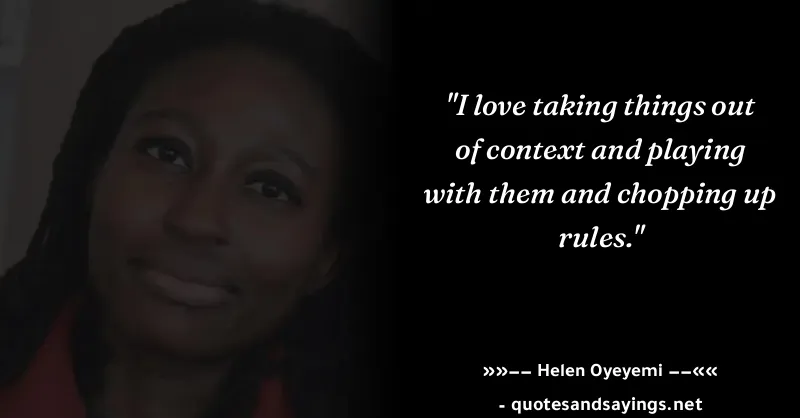 "I love taking things out
of context and playing
with them and chopping up
rules."
»»–– Helen Oyeyemi ––««
- quotesandsayings.net